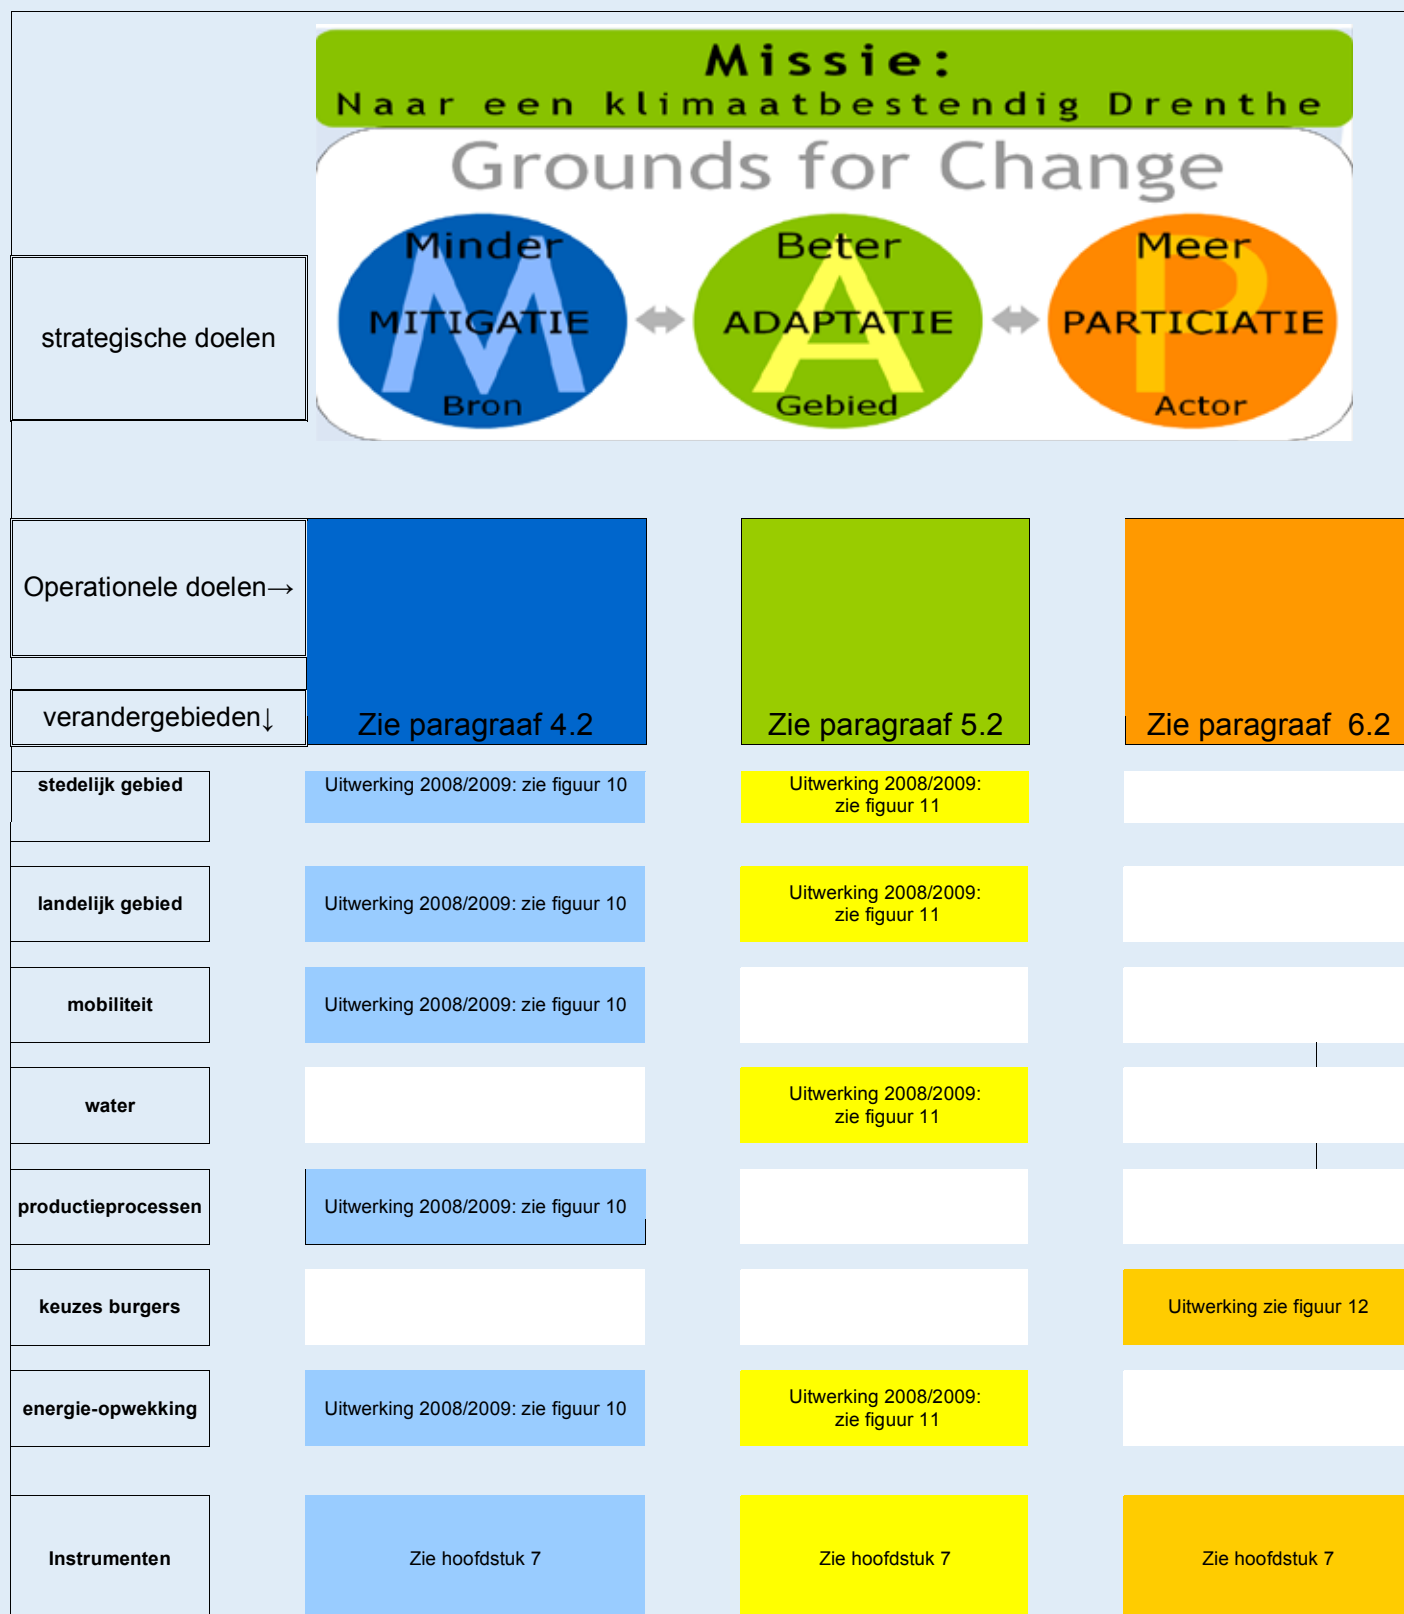 Missie:
Naar een klimaatbestendig Drenthe
Grounds for Change
strategische doelen
Minder
M
MITIGATIE
Bron
Beter
A
ADAPTATIE
Gebied
Meer
P
PARTICIATIE
Actor
Operationele doelen→
verandergebieden↓
Zie paragraaf 4.2
Zie paragraaf 5.2
Zie paragraaf 6.2
stedelijk gebied
Uitwerking 2008/2009: zie figuur 10
Uitwerking 2008/2009:
zie figuur 11
landelijk gebied
Uitwerking 2008/2009: zie figuur 10
Uitwerking 2008/2009:
zie figuur 11
mobiliteit
Uitwerking 2008/2009: zie figuur 10
water
Uitwerking 2008/2009:
zie figuur 11
productieprocessen
Uitwerking 2008/2009: zie figuur 10
keuzes burgers
Uitwerking zie figuur 12
energie-opwekking
Uitwerking 2008/2009: zie figuur 10
Uitwerking 2008/2009:
zie figuur 11
Instrumenten
Zie hoofdstuk 7
Zie hoofdstuk 7
Zie hoofdstuk 7